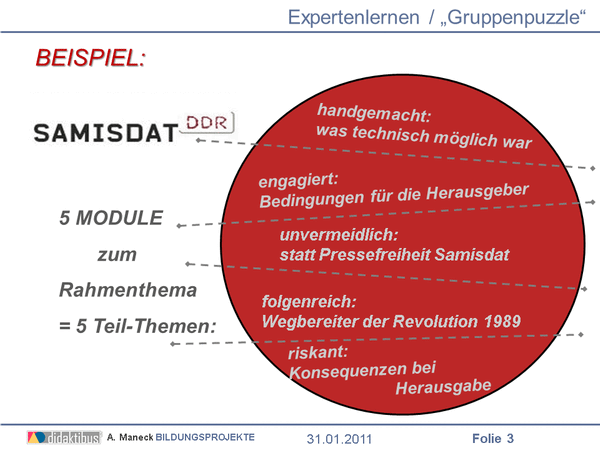 Expertenlernen / „Gruppenpuzzle“
BEISPIEL:
SAMISDAT DDR
5 MODULE
zum
Rahmenthema
= 5 Teil-Themen:
handgemacht:
was technisch möglich war
engagiert:
Bedingungen für die Herausgeber
unvermeidlich:
statt Pressefreiheit Samisdat
folgenreich:
Wegbereiter der Revolution 1989
riskant:
Konsequenzen bei
Herausgabe
didaktibus
A. Maneck BILDUNGSPROJEKTE
31.01.2011
Folie 3